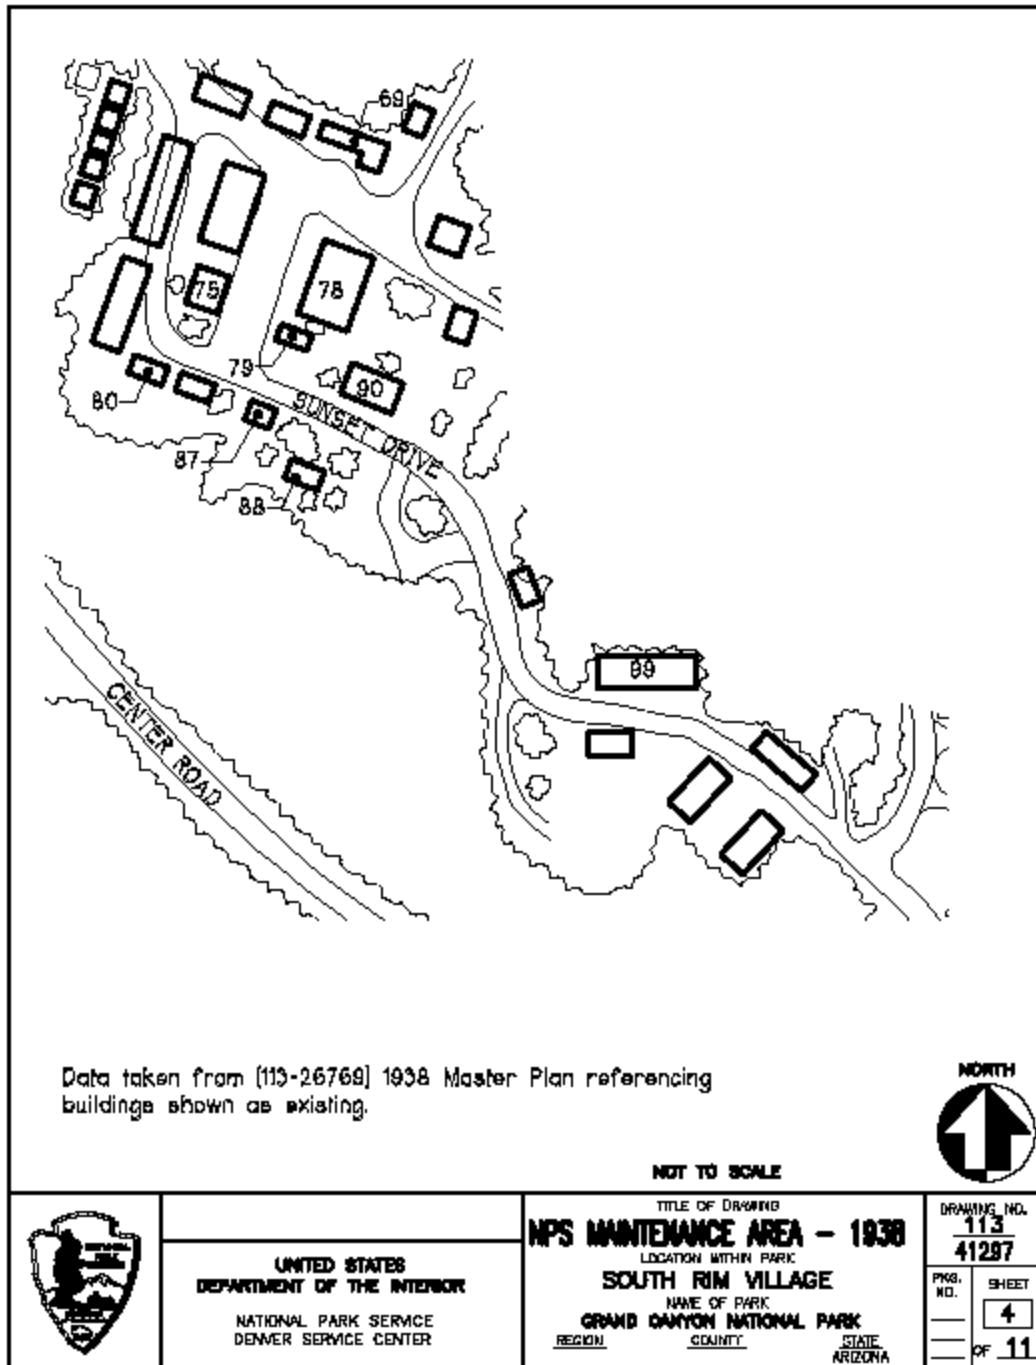 69
75
78
79
90
80
SUNSET DRIVE
87
88
99
CENTER ROAD
Data taken from (113-26769) 1938 Master Plan referencing
buildings shown as existing.
NORTH
NOT TO SCALE
UNITED STATES
DEPARTMENT OF THE INTERIOR
NATIONAL PARK SERVICE
DENVER SERVICE CENTER
TITLE OF DRAWING
NPS MAINTENANCE AREA - 1938
LOCATION WITHIN PARK
SOUTH RIM VILLAGE
NAME OF PARK
GRAND CANYON NATIONAL PARK
REGION COUNTY STATE
ARIZONA
DRAWING NO.
113
41297
PKG.
NO.
SHEET
4
OF 11